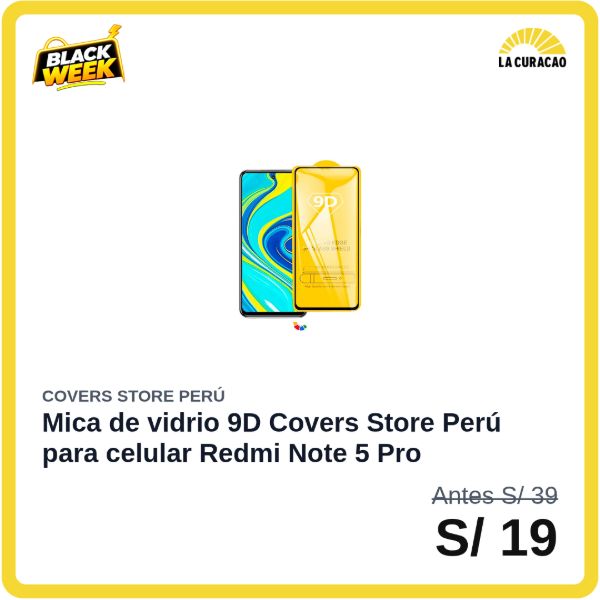 BLACK
WEEK
LA CURACAO
9D
COVERS STORE PERÚ
Mica de vidrio 9D Covers Store Perú
para celular Redmi Note 5 Pro
Antes S/ 39
S/ 19